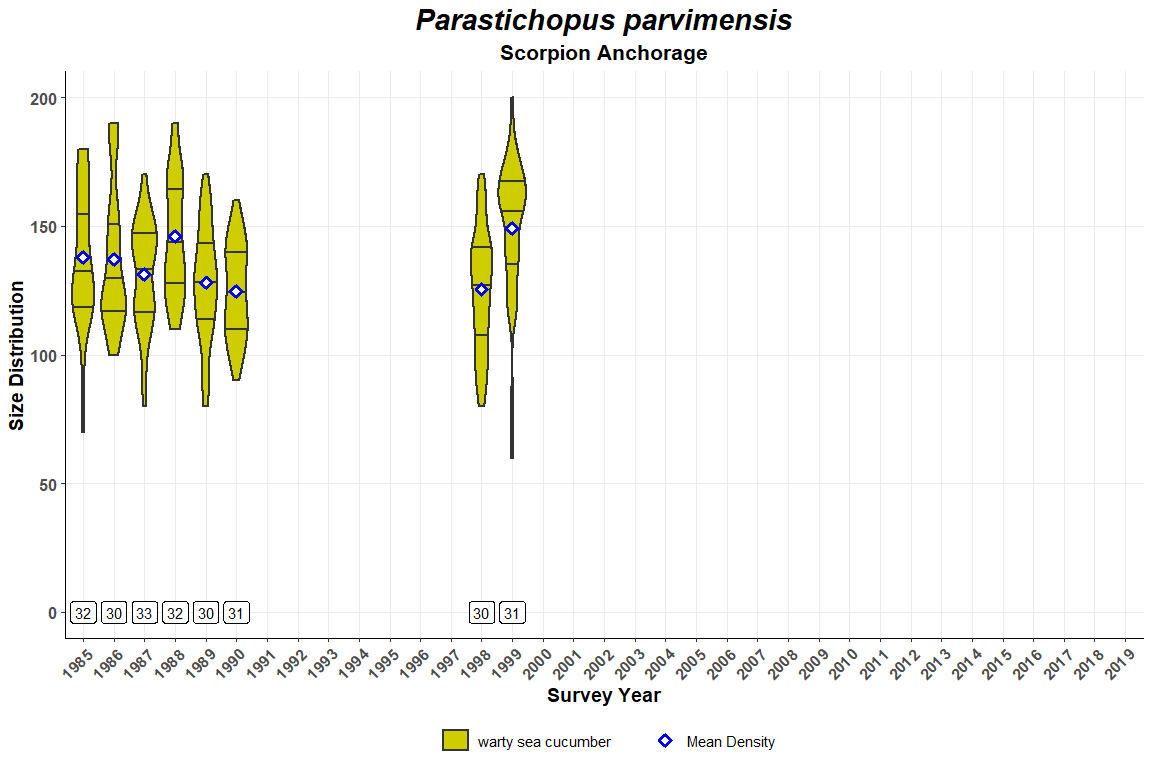 Parastichopus parvimensis
Scorpion Anchorage
Size Distribution
200
150
100
50
0
32 30 33 32 30 31 30 31
1985 1986 1987 1988 1989 1990 1991 1992 1993 1994 1995 1996 1997 1998 1999 2000 2001 2002 2003 2004 2005 2006 2007 2008 2009 2010 2011 2012 2013 2014 2015 2016 2017 2018 2019
Survey Year
warty sea cucumber Mean Density